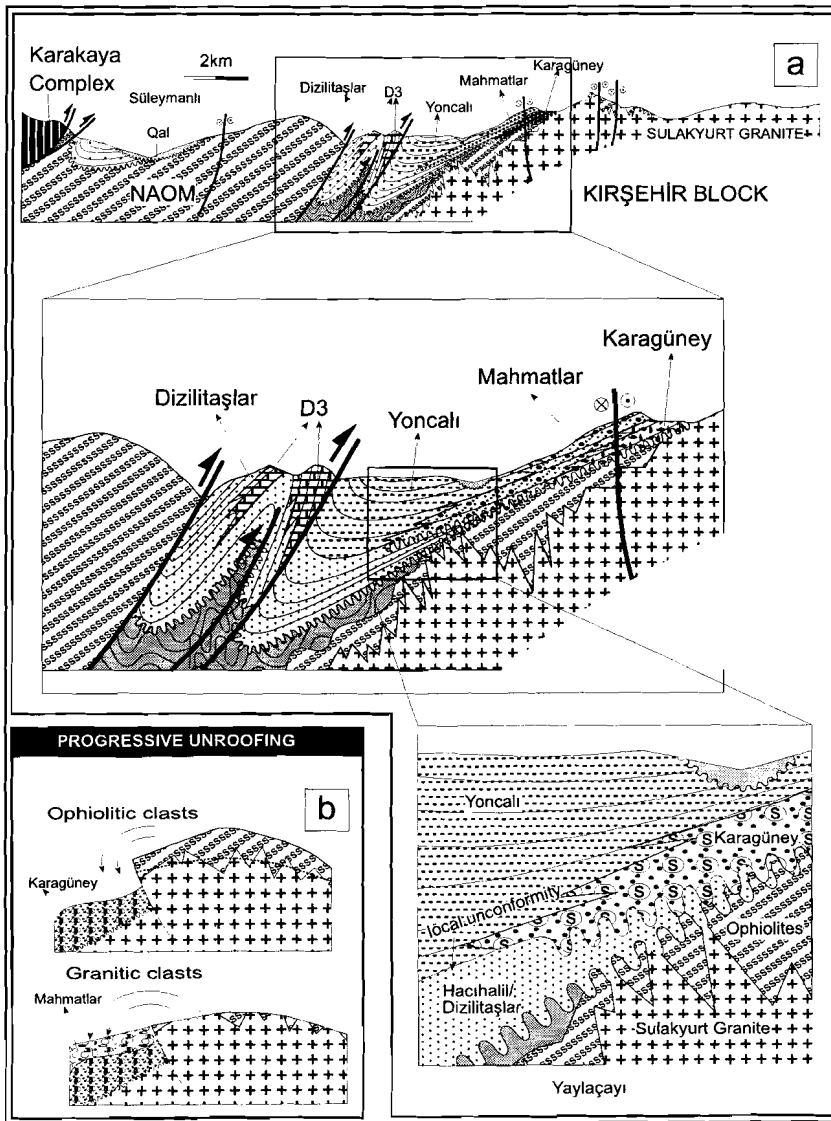 a
Karakaya
Complex
2km
Süleymanlı
Qal
Dizilitaşlar
D3
Yoncalı
Mahmatlar
Karagüney
SULAKYURT GRANITE
NAOM
KIRŞEHİR BLOCK
Dizilitaşlar
D3
Yoncalı
Mahmatlar
Karagüney
PROGRESSIVE UNROOFING
b
Ophiolitic clasts
Karagüney
Granitic clasts
Mahmatlar
Yoncalı
Karagüney
local unconformity
Ophiolites
Hacıhalil/
Dizilitaşlar
Sulakyurt Granite
Yaylaçayı